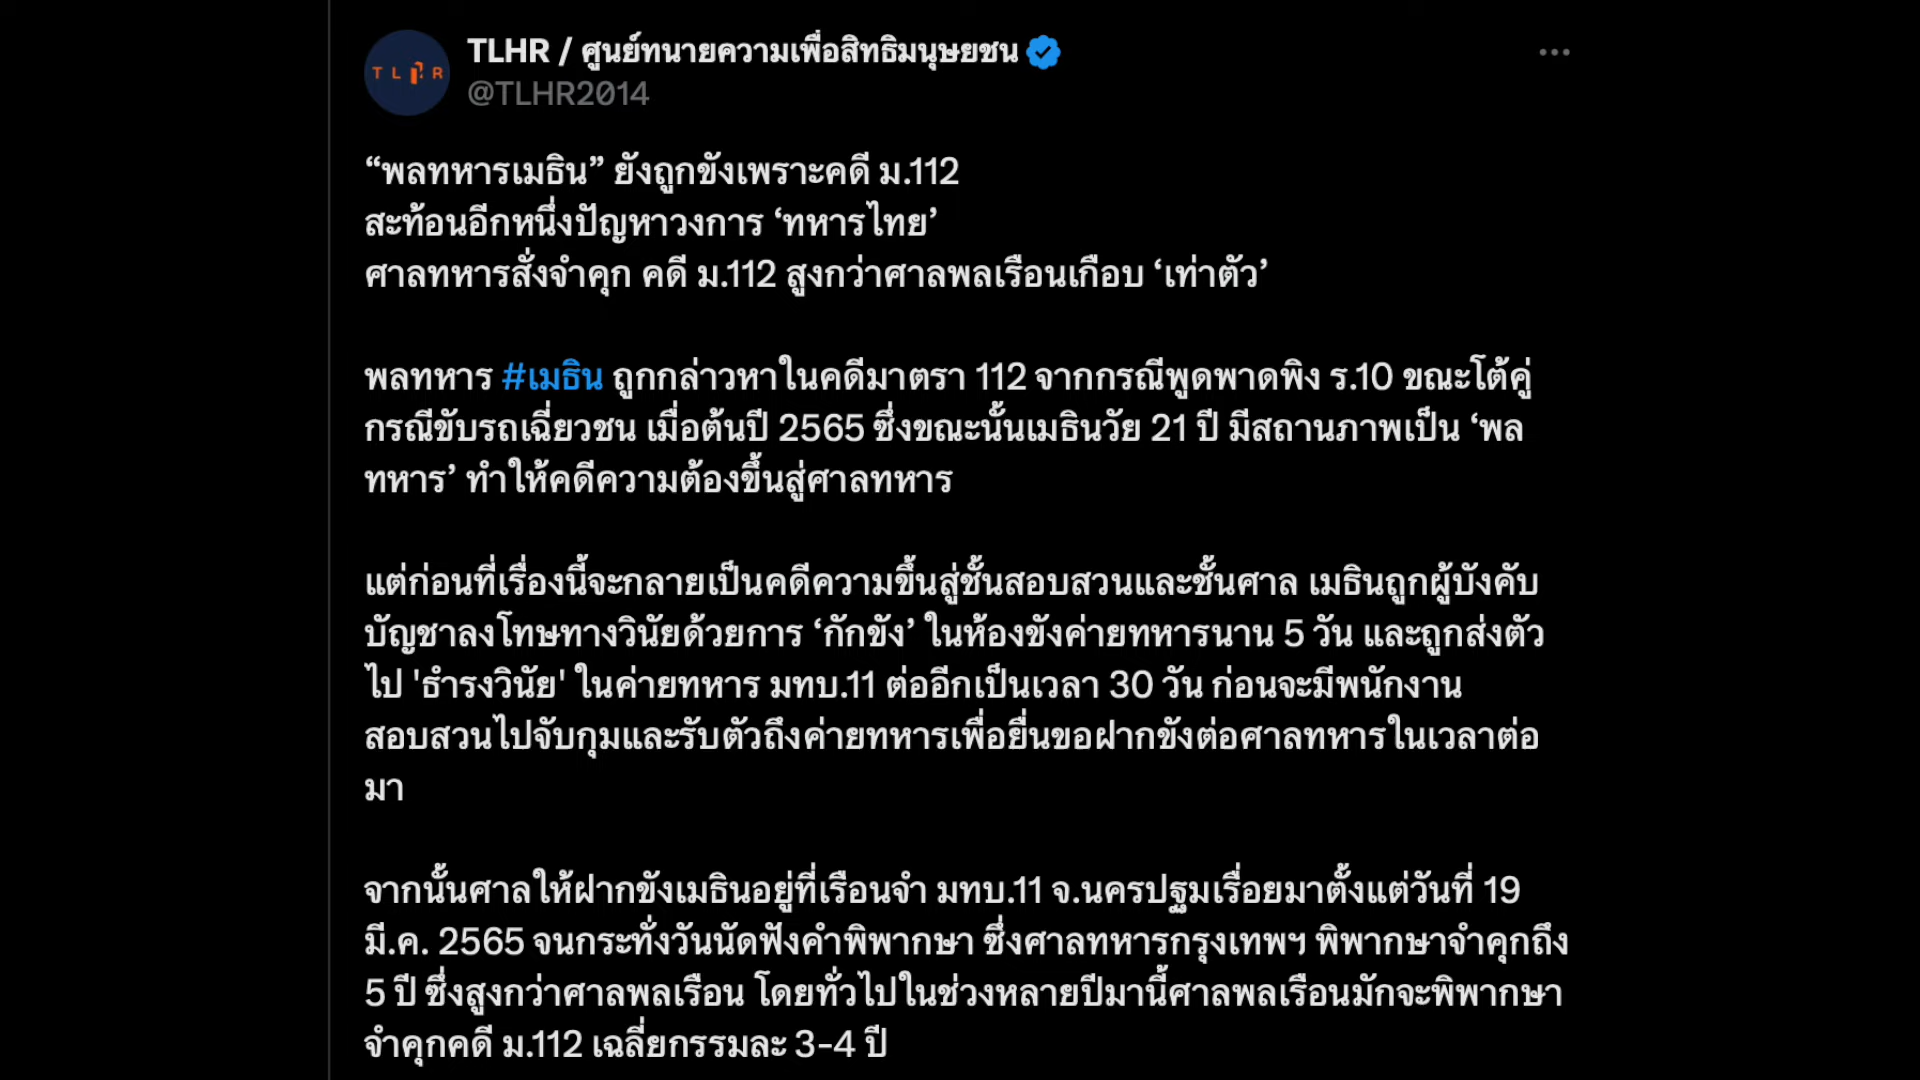 TLHR / ศูนย์ทนายความเพื่อสิทธิมนุษยชน
TLHR
@TLHR2014
“พลทหารเมธิน” ยังถูกขังเพราะคดี ม.112
สะท้อนอีกหนึ่งปัญหาวงการ ‘ทหารไทย’
ศาลทหารสั่งจำคุก คดี ม.112 สูงกว่าศาลพลเรือนเกือบ ‘เท่าตัว’
พลทหาร #เมธิน ถูกกล่าวหาในคดีมาตรา 112 จากกรณีพูดพาดพิง ร.10 ขณะโต้คู่
กรณีขับรถเฉี่ยวชน เมื่อต้นปี 2565 ซึ่งขณะนั้นเมธินวัย 21 ปี มีสถานภาพเป็น ‘พล
ทหาร’ ทำให้คดีความต้องขึ้นสู่ศาลทหาร
แต่ก่อนที่เรื่องนี้จะกลายเป็นคดีความขึ้นสู่ชั้นสอบสวนและชั้นศาล เมธินถูกผู้บังคับ
บัญชาลงโทษทางวินัยด้วยการ ‘กักขัง’ ในห้องขังค่ายทหารนาน 5 วัน และถูกส่งตัว
ไป 'ธำรงวินัย' ในค่ายทหาร มทบ.11 ต่ออีกเป็นเวลา 30 วัน ก่อนจะมีพนักงาน
สอบสวนไปจับกุมและรับตัวถึงค่ายทหารเพื่อยื่นขอฝากขังต่อศาลทหารในเวลาต่อ
มา
จากนั้นศาลให้ฝากขังเมธินอยู่ที่เรือนจำ มทบ.11 จ.นครปฐมเรื่อยมาตั้งแต่วันที่ 19
มี.ค. 2565 จนกระทั่งวันนัดฟังคำพิพากษา ซึ่งศาลทหารกรุงเทพฯ พิพากษาจำคุกถึง
5 ปี ซึ่งสูงกว่าศาลพลเรือน โดยทั่วไปในช่วงหลายปีมานี้ศาลพลเรือนมักจะพิพากษา
จำคุกคดี ม.112 เฉลี่ยกรรมละ 3-4 ปี